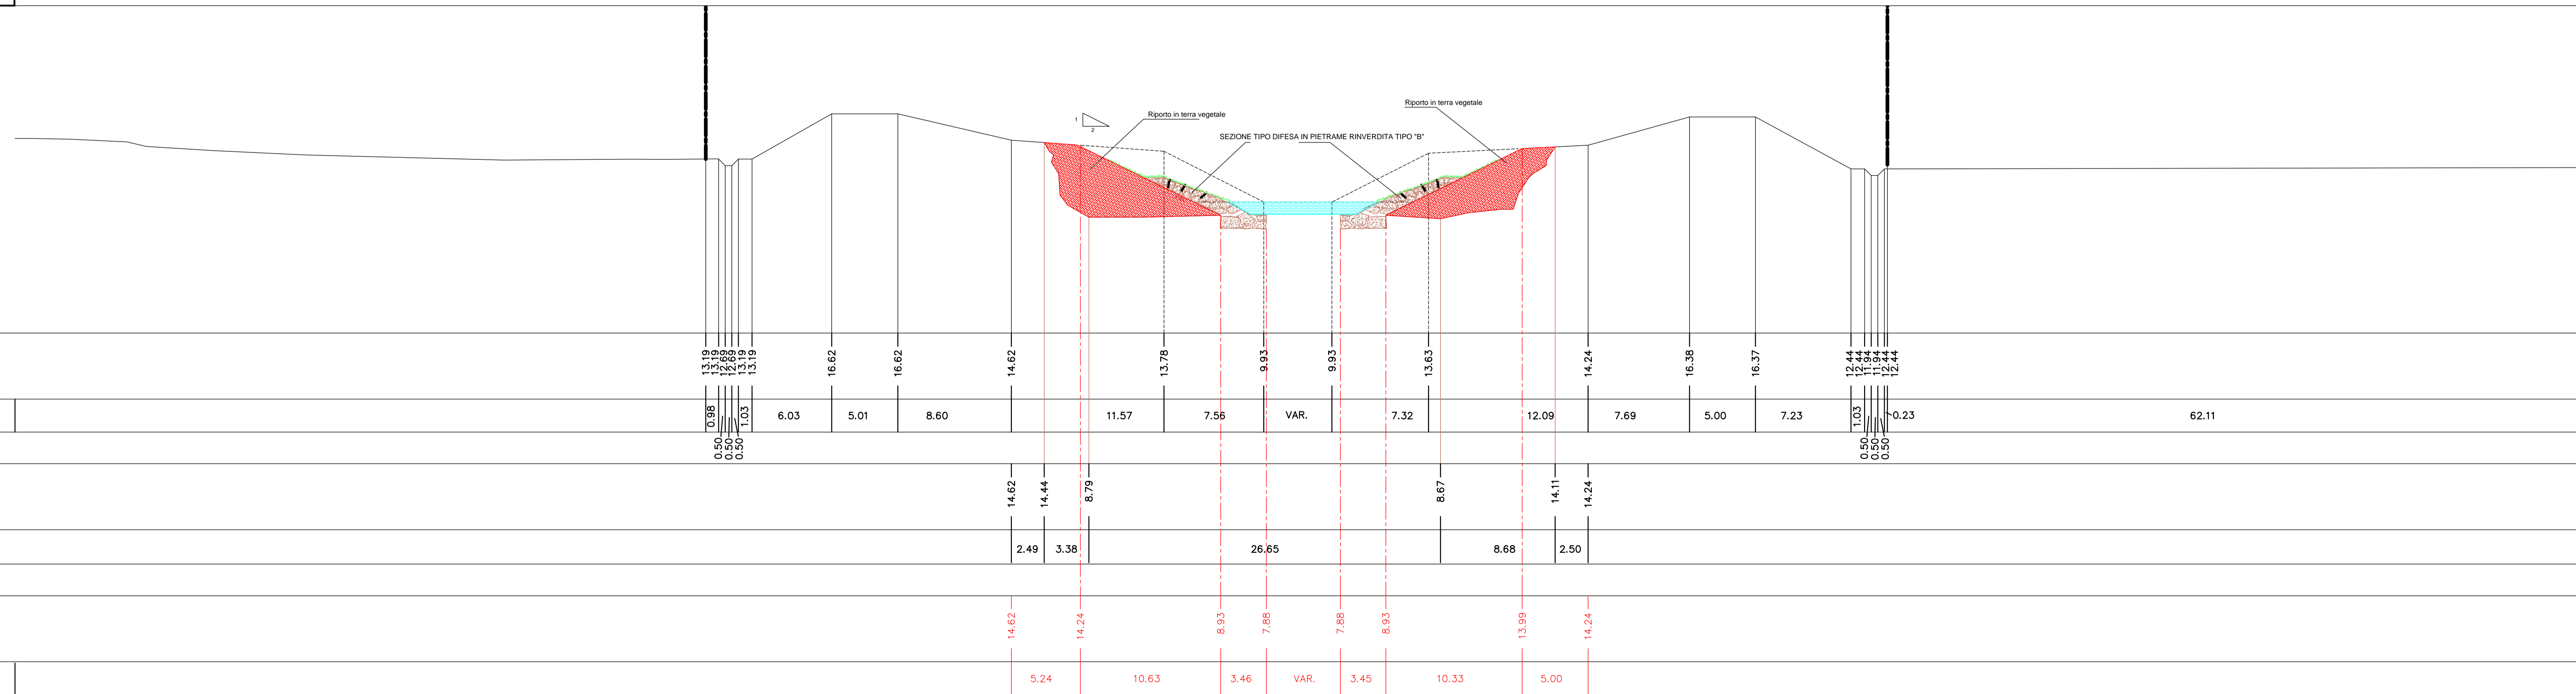 Riporto in terra vegetale
Riporto in terra vegetale
1
2
SEZIONE TIPO DIFESA IN PIETRAME RINVERDITA TIPO "B"
13.19 13.19 12.69 12.69 13.19 13.19 16.62 16.62 14.62 13.78 9.93 9.93 13.63 14.24 16.38 16.37 12.44 12.44 11.94 11.94 12.44 12.44
0.98 1.03 6.03 5.01 8.60 11.57 7.56 VAR. 7.32 12.09 7.69 5.00 7.23 1.03 0.23 62.11
0.50 0.50 0.50 0.50 0.50 0.50
14.62 14.44 8.79 8.67 14.11 14.24
2.49 3.38 26.65 8.68 2.50
14.62 14.24 8.93 7.88 7.88 8.93 13.99 14.24
5.24 10.63 3.46 VAR. 3.45 10.33 5.00